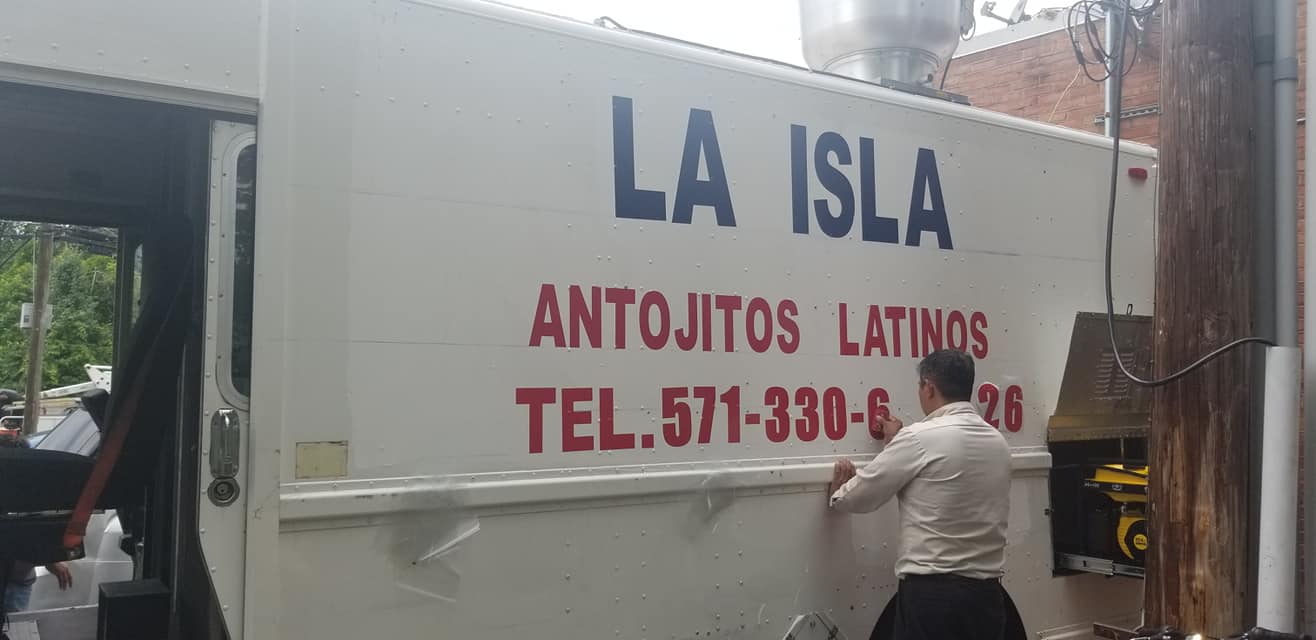 LA ISLA
ANTOJITOS LATINOS
TEL. 571-330-6 26